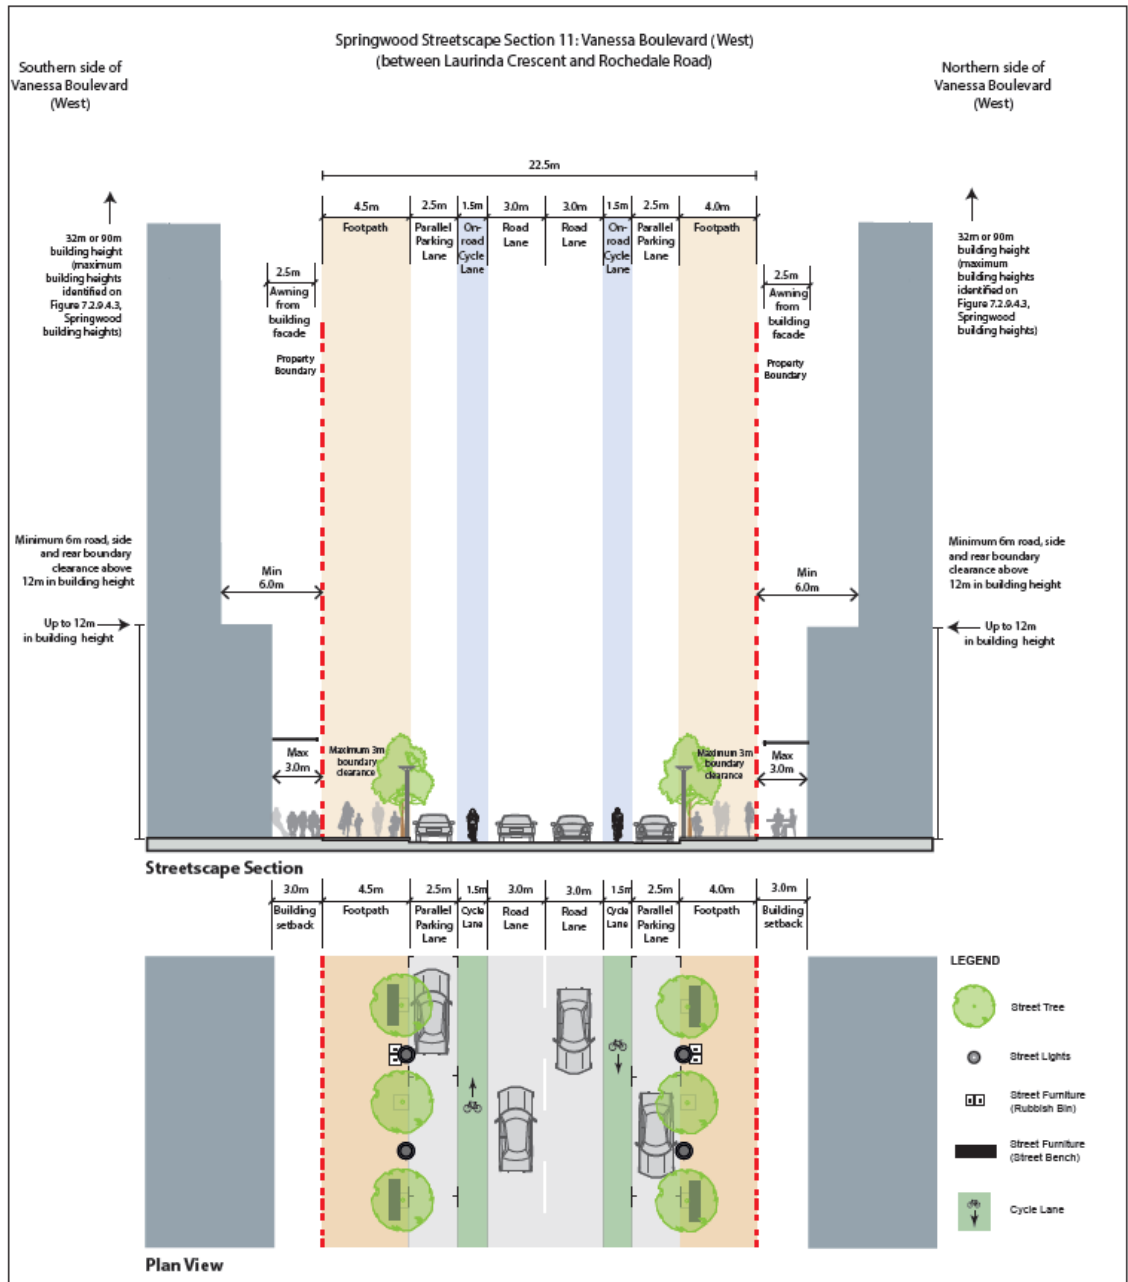 Springwood Streetscape Section 11: Vanessa Boulevard (West)
(between Laurinda Crescent and Rochedale Road)
Southern side of
Vanessa Boulevard
(West)
Northern side of
Vanessa Boulevard
(West)
22.5m
4.5m
2.5m
1.5m
3.0m
3.0m
1.5m
2.5m
4.0m
Footpath
Parallel
Parking
Lane
On-
road
Cycle
Lane
Road
Lane
Road
Lane
On-
road
Cycle
Lane
Parallel
Parking
Lane
Footpath
32m or 90m
building height
(maximum
building heights
identified on
Figure 7.2.9.4.3,
Springwood
building heights)
2.5m
Awning
from
building
facade
Property
Boundary
2.5m
Awning
from
building
facade
Property
Boundary
32m or 90m
building height
(maximum
building heights
identified on
Figure 7.2.9.4.3,
Springwood
building heights)
Minimum 6m road, side
and rear boundary
clearance above
12m in building height
Min
6.0m
Min
6.0m
Minimum 6m road, side
and rear boundary
clearance above
12m in building height
Up to 12m
in building height
Up to 12m
in building height
Max
3.0m
Maximum 3m
boundary
clearance
Maximum 3m
boundary
clearance
Max
3.0m
Streetscape Section
3.0m
4.5m
2.5m
1.5m
3.0m
3.0m
1.5m
2.5m
4.0m
3.0m
Building
setback
Footpath
Parallel
Parking
Lane
Cycle
Lane
Road
Lane
Road
Lane
Cycle
Lane
Parallel
Parking
Lane
Footpath
Building
setback
LEGEND
Street Tree
Street Lights
Street Furniture
(Rubbish Bin)
Street Furniture
(Street Bench)
Cycle Lane
Plan View